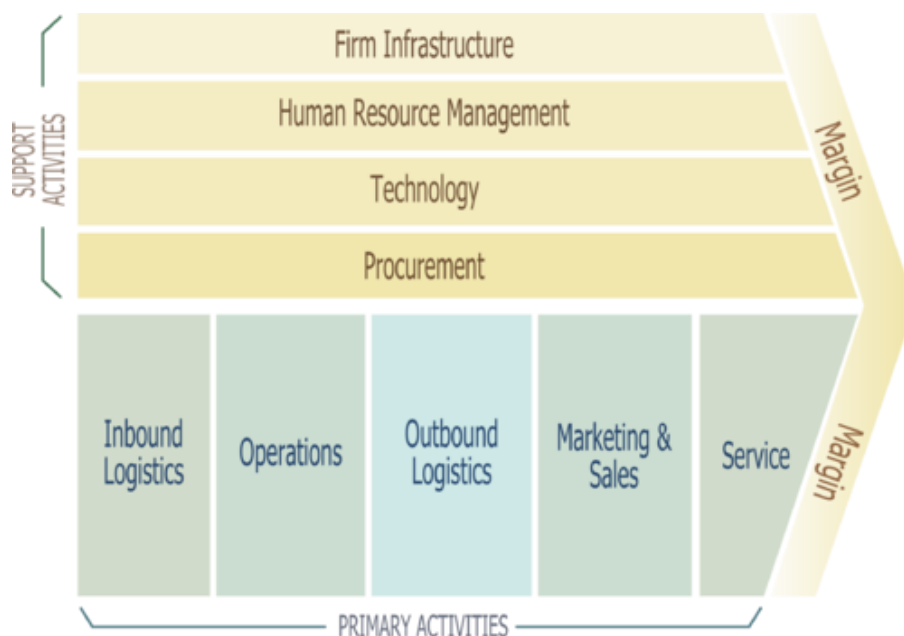 Firm Infrastructure
Human Resource Management
Technology
Procurement
SUPPORT
ACTIVITIES
Margin
Inbound
Logistics
Operations
Outbound
Logistics
Marketing &
Sales
Service
Margin
PRIMARY ACTIVITIES